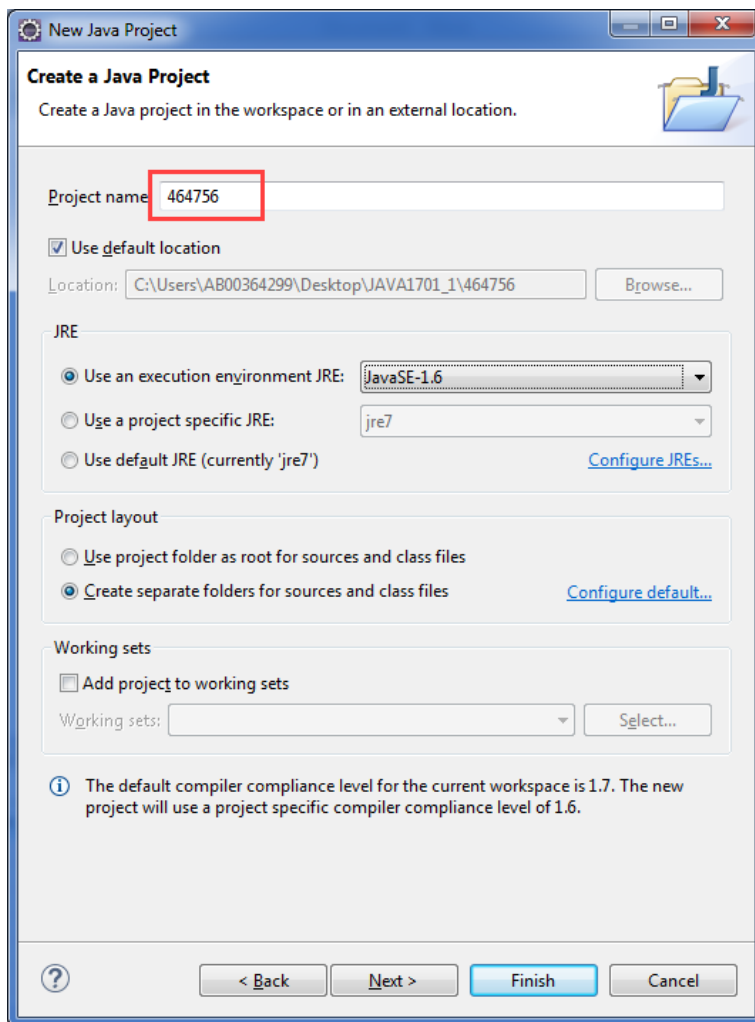 New Java Project
Create a Java Project
Create a Java project in the workspace or in an external location.
Project name: 464756
Use default location
Location: C:\Users\AB00364299\Desktop\JAVA1701_1\464756 Browse...
JRE
Use an execution environment JRE: JavaSE-1.6
Use a project specific JRE: jre7
Use default JRE (currently 'jre7') Configure JREs...
Project layout
Use project folder as root for sources and class files
Create separate folders for sources and class files Configure default...
Working sets
Add project to working sets
Working sets: Select...
The default compiler compliance level for the current workspace is 1.7. The new
project will use a project specific compiler compliance level of 1.6.
? < Back Next > Finish Cancel